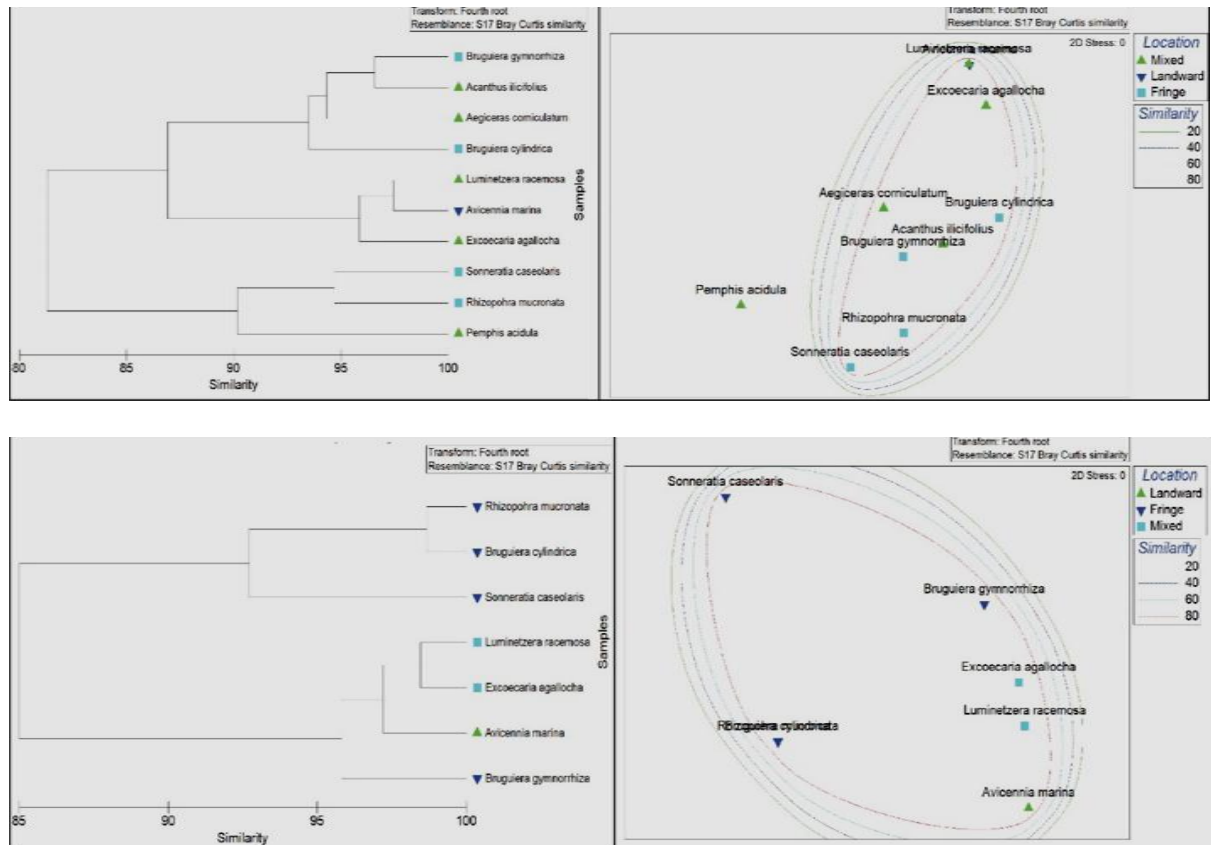 Transform: Fourth root
Resemblance: S17 Bray Curtis similarity
Bruguiera gymnorrhiza
Acanthus ilicifolius
Aegiceras corniculatum
Bruguiera cylindrica
Luminetzera racemosa
Avicennia marina
Excoecaria agallocha
Sonneratia caseolaris
Rhizopohra mucronata
Pemphis acidula
Samples
80 85 90 95 100
Similarity
Transform: Fourth root
Resemblance: S17 Bray Curtis similarity
2D Stress: 0
Luminetzera racemosa
Excoecaria agallocha
Aegiceras corniculatum
Bruguiera cylindrica
Acanthus ilicifolius
Bruguiera gymnorrhiza
Pemphis acidula
Rhizopohra mucronata
Sonneratia caseolaris
Location
Mixed
Landward
Fringe
Similarity
20
40
60
80
Transform: Fourth root
Resemblance: S17 Bray Curtis similarity
Rhizopohra mucronata
Bruguiera cylindrica
Sonneratia caseolaris
Luminetzera racemosa
Excoecaria agallocha
Avicennia marina
Bruguiera gymnorrhiza
Samples
85 90 95 100
Similarity
Transform: Fourth root
Resemblance: S17 Bray Curtis similarity
2D Stress: 0
Sonneratia caseolaris
Bruguiera gymnorrhiza
Excoecaria agallocha
Luminetzera racemosa
Avicennia marina
Location
Landward
Fringe
Mixed
Similarity
20
40
60
80